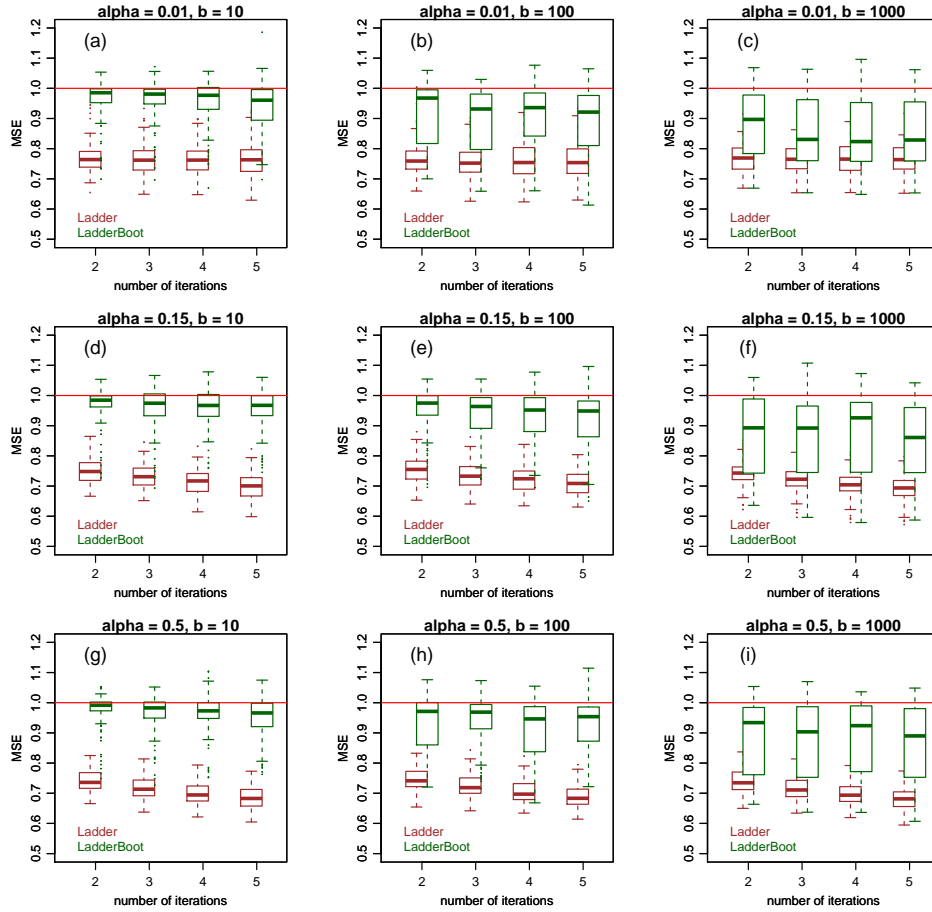 alpha = 0.01, b = 10
(a)
MSE
0.5 0.6 0.7 0.8 0.9 1.0 1.1 1.2
Ladder
LadderBoot
2 3 4 5
number of iterations
alpha = 0.01, b = 100
(b)
MSE
0.5 0.6 0.7 0.8 0.9 1.0 1.1 1.2
Ladder
LadderBoot
2 3 4 5
number of iterations
alpha = 0.01, b = 1000
(c)
MSE
0.5 0.6 0.7 0.8 0.9 1.0 1.1 1.2
Ladder
LadderBoot
2 3 4 5
number of iterations
alpha = 0.15, b = 10
(d)
MSE
0.5 0.6 0.7 0.8 0.9 1.0 1.1 1.2
Ladder
LadderBoot
2 3 4 5
number of iterations
alpha = 0.15, b = 100
(e)
MSE
0.5 0.6 0.7 0.8 0.9 1.0 1.1 1.2
Ladder
LadderBoot
2 3 4 5
number of iterations
alpha = 0.15, b = 1000
(f)
MSE
0.5 0.6 0.7 0.8 0.9 1.0 1.1 1.2
Ladder
LadderBoot
2 3 4 5
number of iterations
alpha = 0.5, b = 10
(g)
MSE
0.5 0.6 0.7 0.8 0.9 1.0 1.1 1.2
Ladder
LadderBoot
2 3 4 5
number of iterations
alpha = 0.5, b = 100
(h)
MSE
0.5 0.6 0.7 0.8 0.9 1.0 1.1 1.2
Ladder
LadderBoot
2 3 4 5
number of iterations
alpha = 0.5, b = 1000
(i)
MSE
0.5 0.6 0.7 0.8 0.9 1.0 1.1 1.2
Ladder
LadderBoot
2 3 4 5
number of iterations